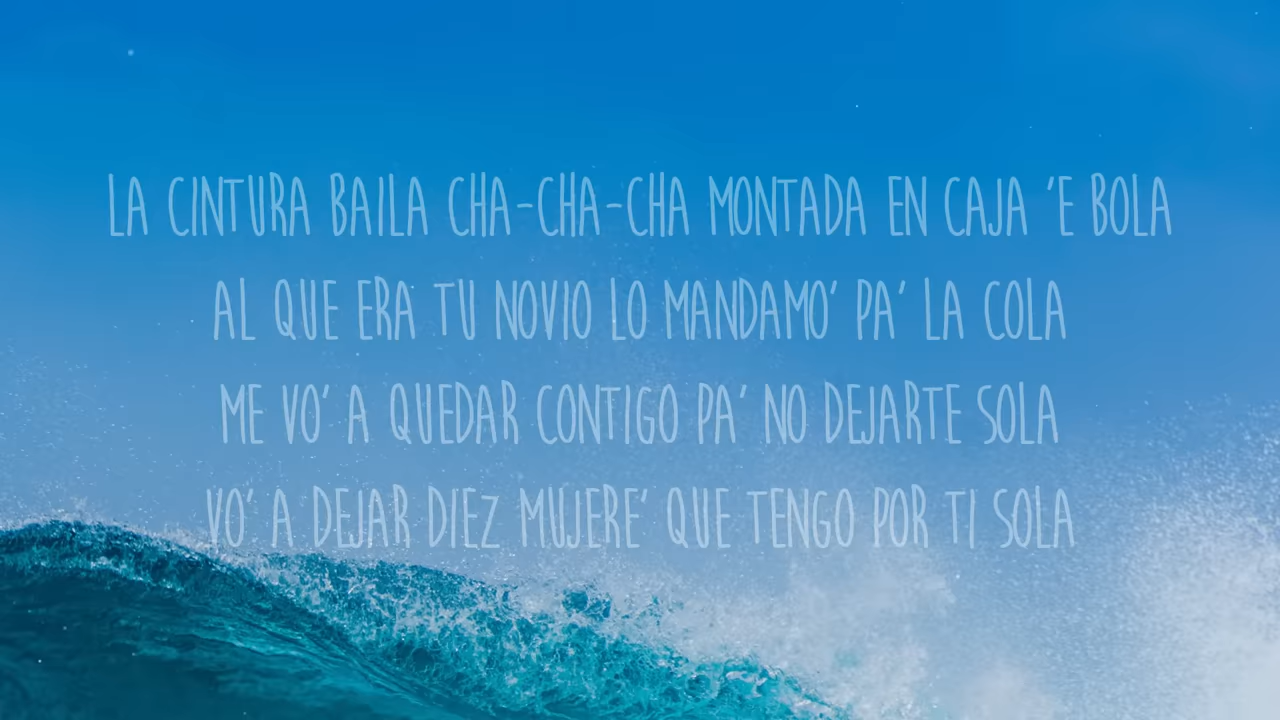 LA CINTURA BAILA CHA-CHA-CHA MONTADA EN CAJA 'E BOLA
AL QUE ERA TU NOVIO LO MANDAMO' PA' LA COLA
ME VO' A QUEDAR CONTIGO PA' NO DEJARTE SOLA
VO' A DEJAR DIEZ MUJERE' QUE TENGO POR TI SOLA